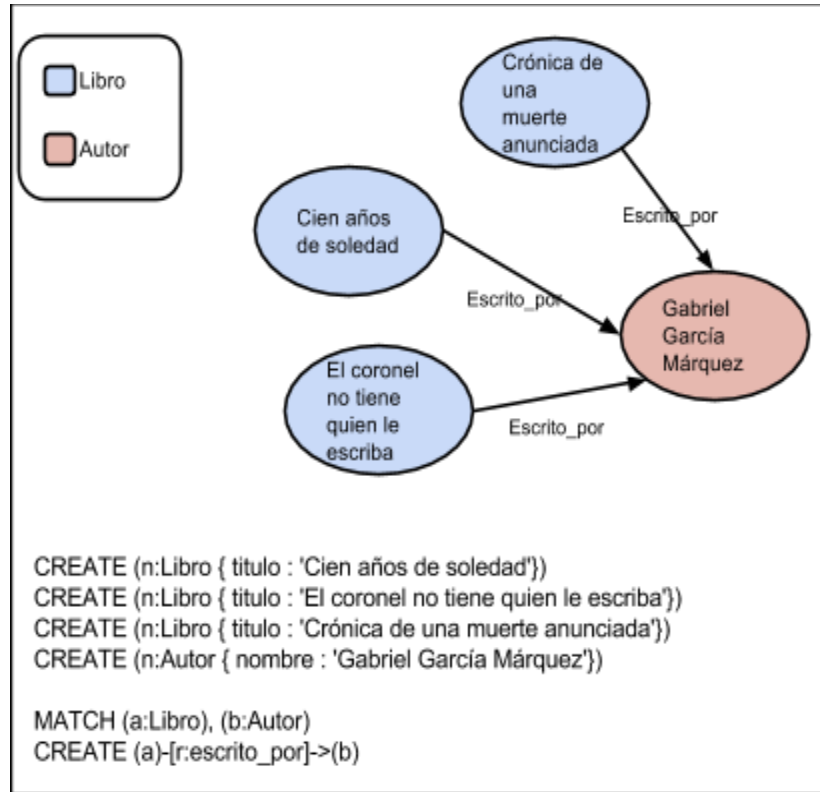 Libro
Autor
Crónica de
una
muerte
anunciada
Escrito_por
Cien años
de soledad
Escrito_por
Gabriel
García
Márquez
El coronel
no tiene
quien le
escriba
Escrito_por
CREATE (n:Libro { titulo : 'Cien años de soledad'})
CREATE (n:Libro { titulo : 'El coronel no tiene quien le escriba'})
CREATE (n:Libro { titulo : 'Crónica de una muerte anunciada'})
CREATE (n:Autor { nombre : 'Gabriel García Márquez'})
MATCH (a:Libro), (b:Autor)
CREATE (a)-[r:escrito_por]->(b)